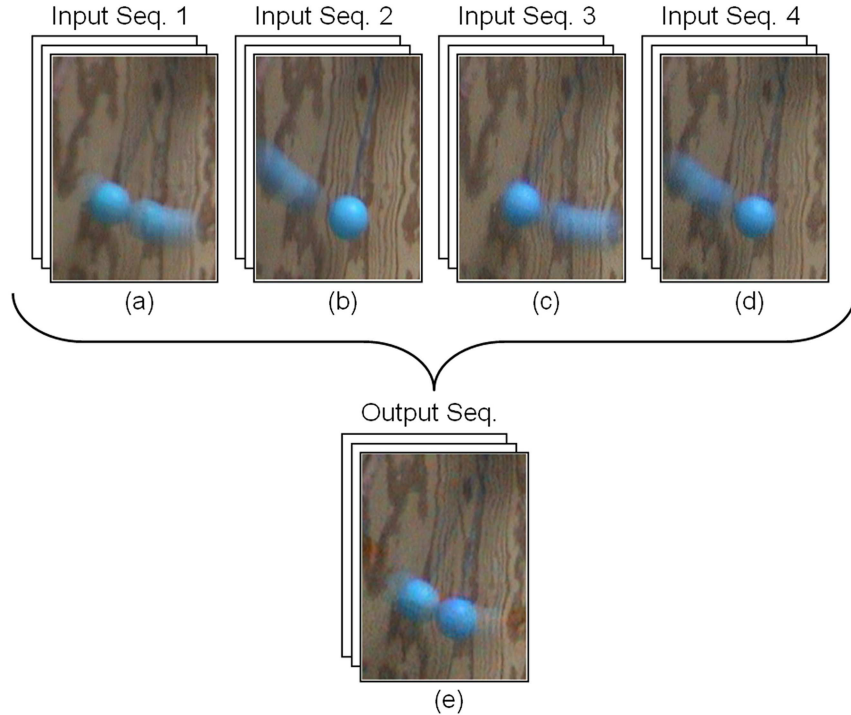 Input Seq. 1
Input Seq. 2
Input Seq. 3
Input Seq. 4
(a)
(b)
(c)
(d)
Output Seq.
(e)